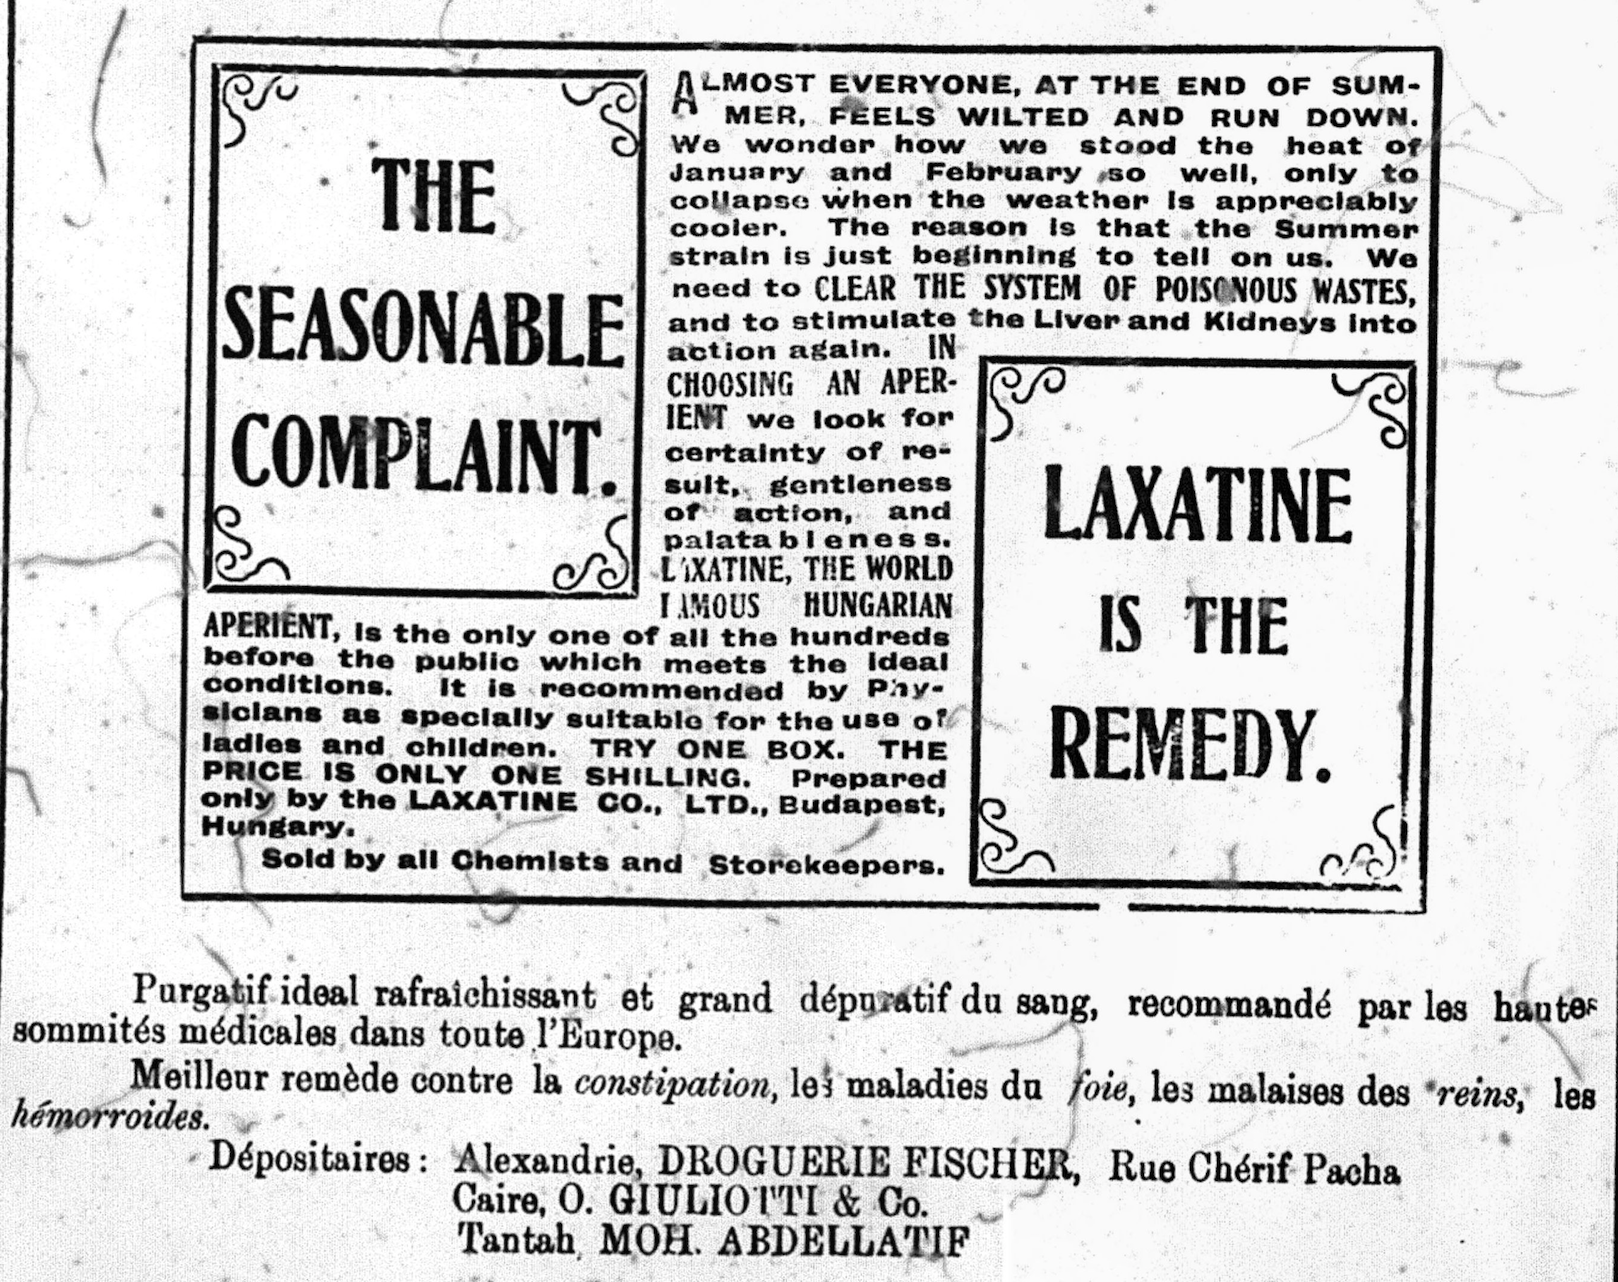 THE
SEASONABLE
COMPLAINT.
ALMOST EVERYONE, AT THE END OF SUM-
MER, FEELS WILTED AND RUN DOWN.
We wonder how we stood the heat of
January and February so well, only to
collapse when the weather is appreciably
cooler. The reason is that the Summer
strain is just beginning to tell on us. We
need to CLEAR THE SYSTEM OF POISONOUS WASTES,
and to stimulate the Liver and Kidneys into
action again. IN
CHOOSING AN APER-
IENT we look for
certainty of re-
sult, gentleness
of action, and
palatableness.
LAXATINE, THE WORLD
FAMOUS HUNGARIAN
APERIENT, is the only one of all the hundreds
before the public which meets the ideal
conditions. It is recommended by Phy-
sicians as specially suitable for the use of
ladies and children. TRY ONE BOX. THE
PRICE IS ONLY ONE SHILLING. Prepared
only by the LAXATINE CO., LTD., Budapest,
Hungary.
Sold by all Chemists and Storekeepers.
LAXATINE
IS THE
REMEDY.
Purgatif ideal rafraîchissant et grand dépuratif du sang, recommandé par les hautes
sommités médicales dans toute l'Europe.
Meilleur remède contre la constipation, les maladies du foie, les malaises des reins, les
hémorroides.
Dépositaires : Alexandrie, DROGUERIE FISCHER, Rue Chérif Pacha
Caire, O. GIULIOTTI & Co.
Tantah, MOH. ABDELLATIF